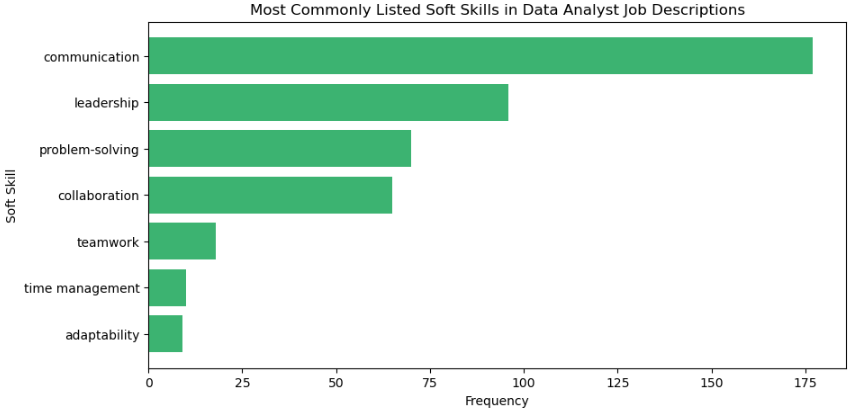 Most Commonly Listed Soft Skills in Data Analyst Job Descriptions
communication
leadership
problem-solving
collaboration
teamwork
time management
adaptability
Soft Skill
0 25 50 75 100 125 150 175
Frequency